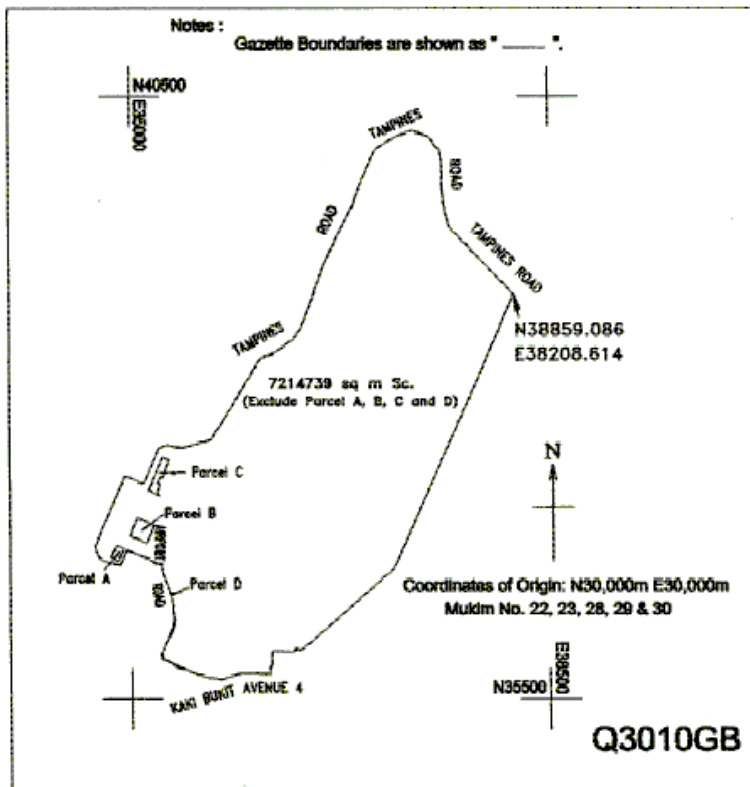 Notes :
Gazette Boundaries are shown as " —— ".
N40500
E35000
TAMPINES
ROAD
ROAD
TAMPINES ROAD
TAMPINES
N38859.086
E38208.614
7214739 sq m Sc.
(Exclude Parcel A, B, C and D)
N
Parcel C
Parcel B
AIRPORT
Parcel A
ROAD
Parcel D
Coordinates of Origin: N30,000m E30,000m
Mukim No. 22, 23, 28, 29 & 30
KAKI BUKIT AVENUE 4
N35500
E38500
Q3010GB